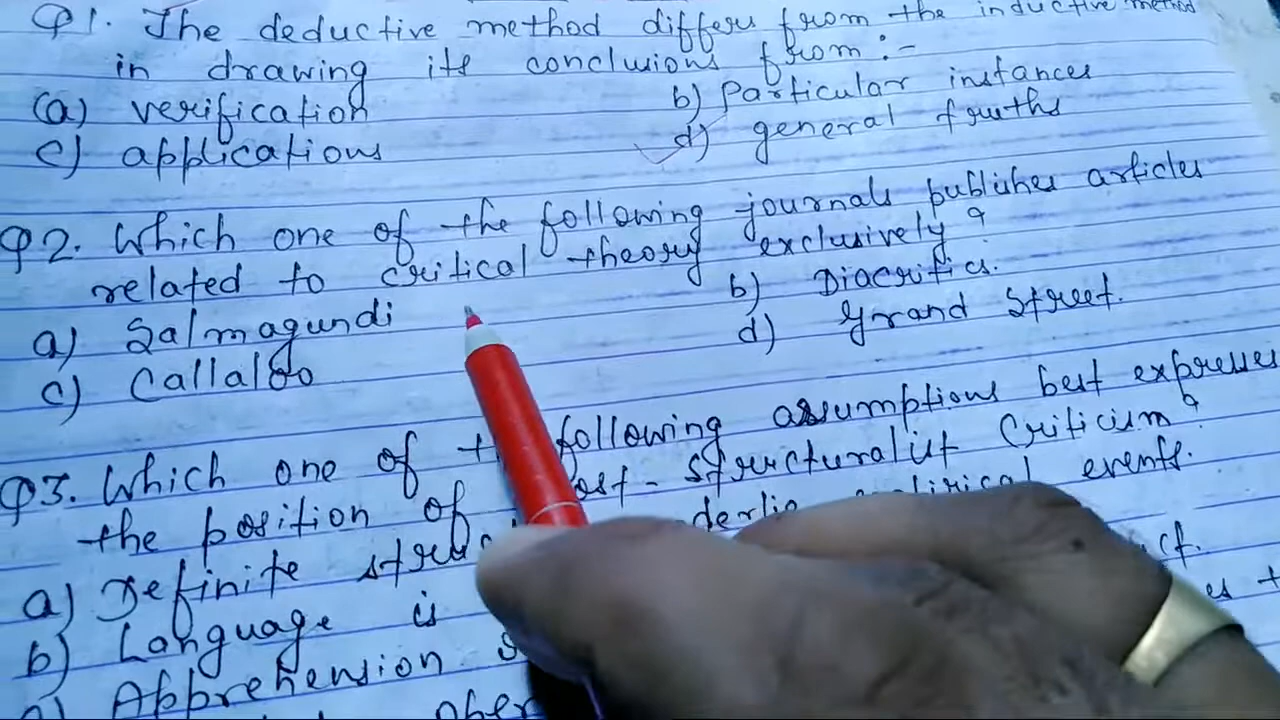 Q1. The deductive method differs from the inductive method
in drawing its conclusions from :-
(a) verification b) Particular instances
c) applications d) general truths
Q2. Which one of the following journals publishes articles
related to critical theory exclusively?
a) Salmagundi b) Diacritics.
c) Callaloo d) Grand Street.
Q3. Which one of following assumptions best expresses
the position of structuralist Criticism?
a) Definite events.
b) Language is
Apprehension